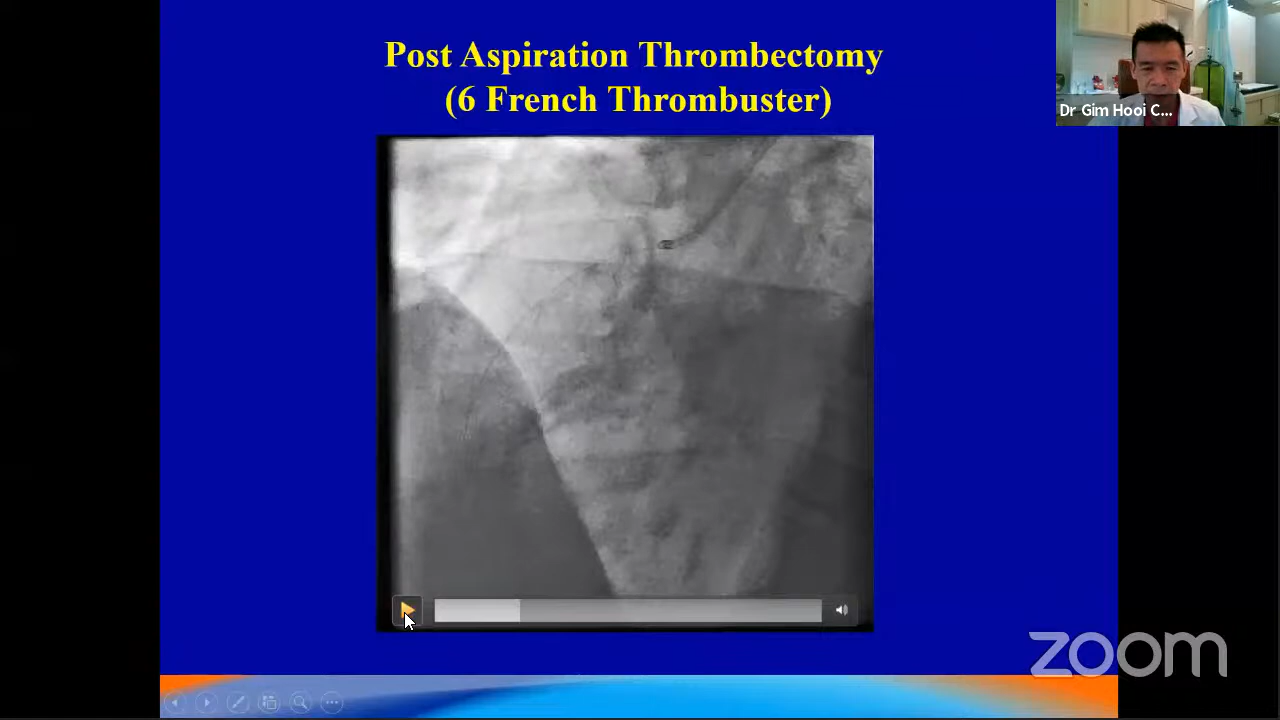 Post Aspiration Thrombectomy
(6 French Thrombuster)
Dr Gim Hooi C...
zoom